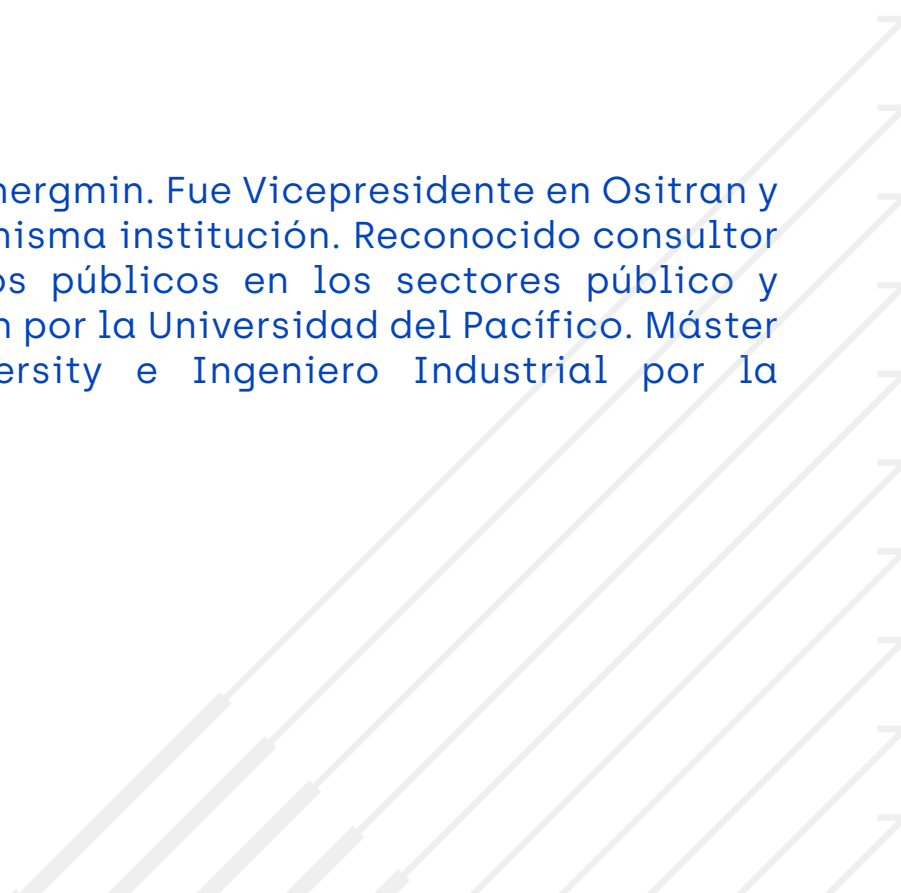 nergmin. Fue Vicepresidente en Ositran y
misma institución. Reconocido consultor
os públicos en los sectores público y
n por la Universidad del Pacífico. Máster
ersity e Ingeniero Industrial por la